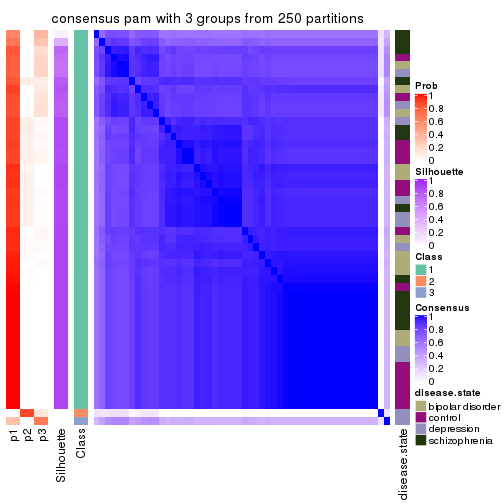 consensus pam with 3 groups from 250 partitions
Prob
1
0.8
0.6
0.4
0.2
0
Silhouette
1
0.8
0.6
0.4
0.2
0
Class
1
2
3
Consensus
1
0.8
0.6
0.4
0.2
0
disease.state
bipolar disorder
control
depression
schizophrenia
p1
p2
p3
Silhouette
Class
disease.state